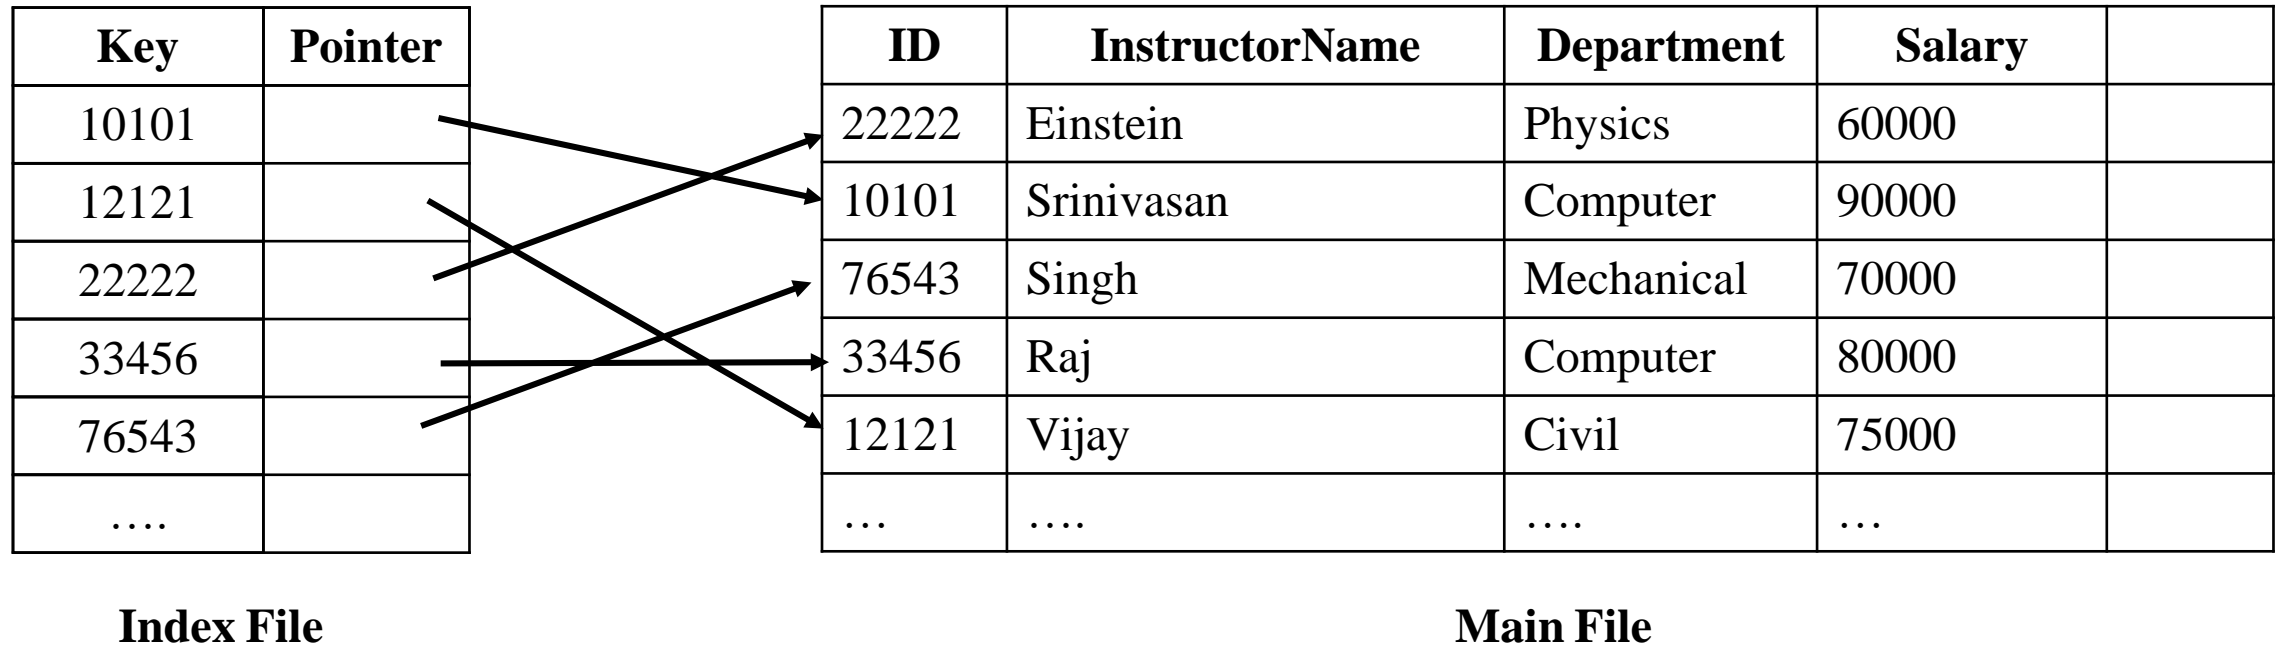 Key Pointer
10101
12121
22222
33456
76543
….
Index File
ID InstructorName Department Salary
22222 Einstein Physics 60000
10101 Srinivasan Computer 90000
76543 Singh Mechanical 70000
33456 Raj Computer 80000
12121 Vijay Civil 75000
… …. …. …
Main File